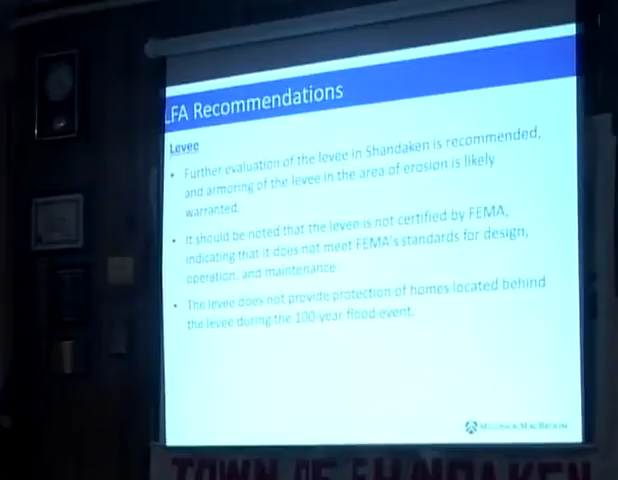 LFA Recommendations
Levee
• Further evaluation of the levee in Shandaken is recommended,
and armoring of the levee in the area of erosion is likely
warranted.
• It should be noted that the levee is not certified by FEMA,
indicating that it does not meet FEMA's standards for design,
operation, and maintenance.
• The levee does not provide protection of homes located behind
the levee during the 100-year flood event.
MILONE & MACBROOM
TOWN OF SHANDAKEN